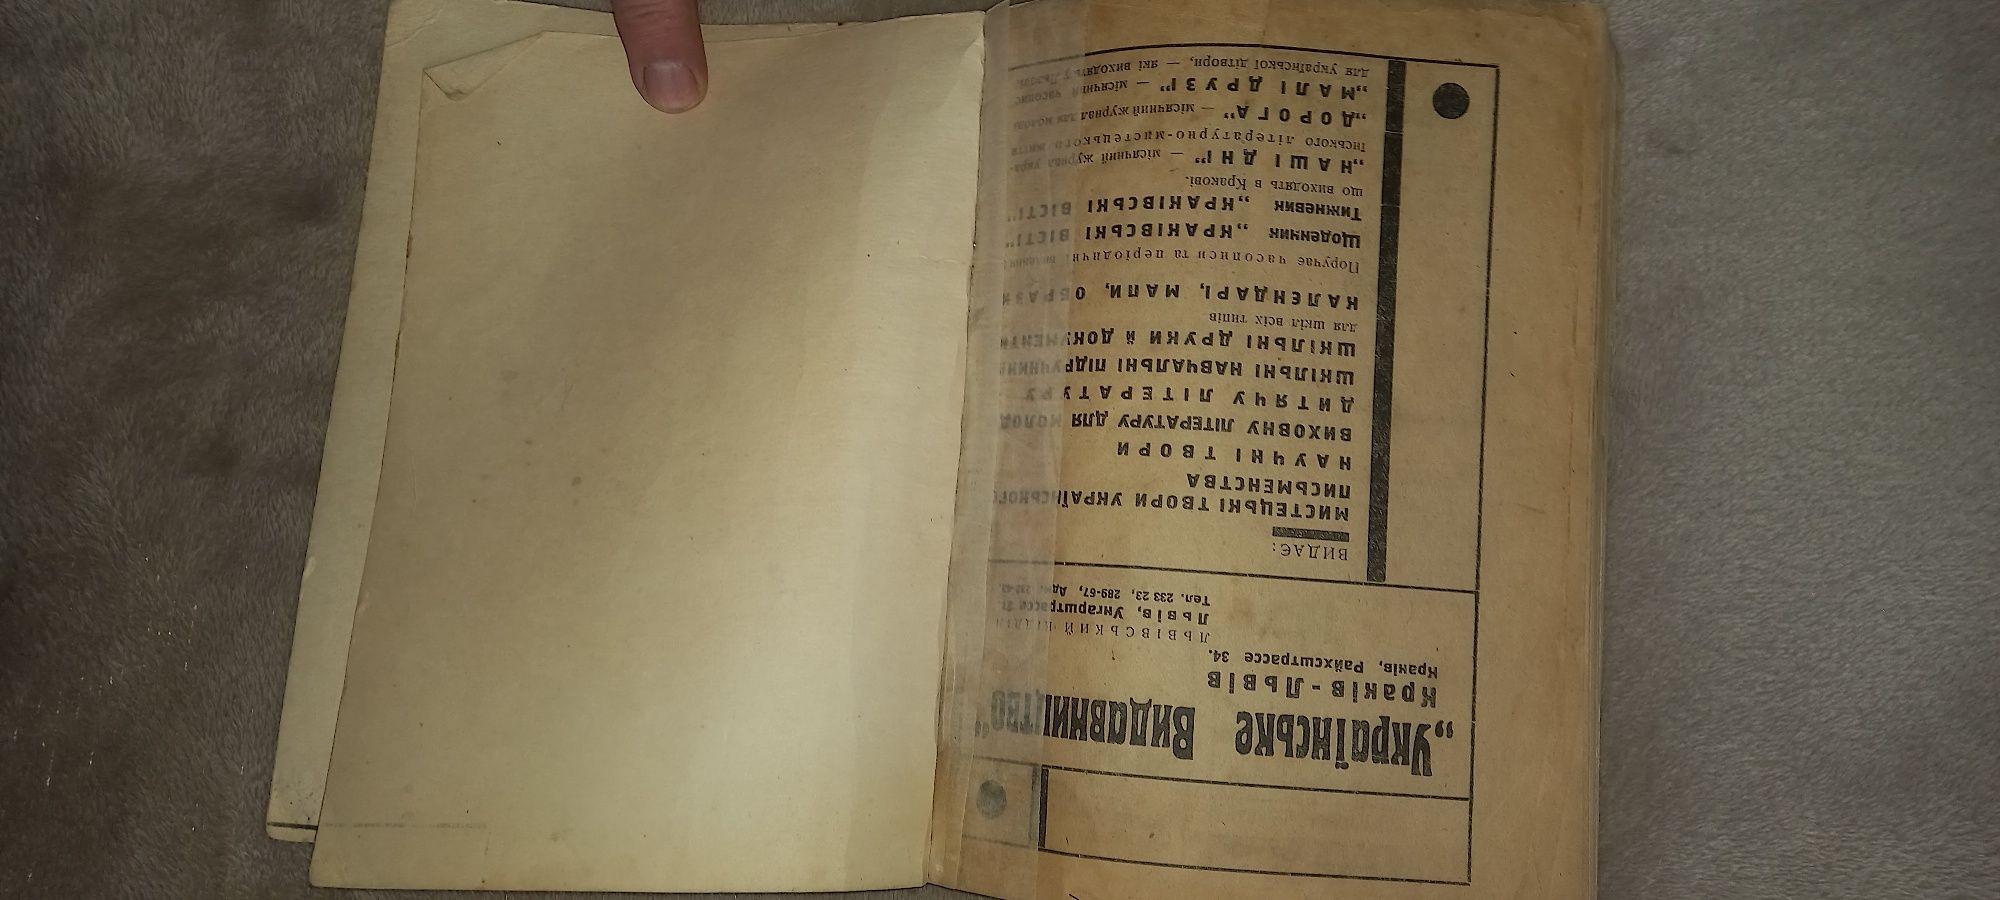 „Українське Видавництво"
Краків - Львів
Краків, Райхсштрассе 34.
ЛЬВІВСЬКИЙ ВІДДІЛ
Львів, Унгарштрассе
Тел. 233 23, 289-67,
ВИДАЄ:
МИСТЕЦЬКІ ТВОРИ УКРАЇНСЬКОГО
ПИСЬМЕНСТВА
НАУЧНІ ТВОРИ
ВИХОВНУ ЛІТЕРАТУРУ ДЛЯ МОЛОДІ
ДИТЯЧУ ЛІТЕРАТУРУ
ШКІЛЬНІ НАВЧАЛЬНІ ПІДРУЧНИКИ
ШКІЛЬНІ ДРУКИ Й ДОКУМЕНТИ
для шкіл всіх типів
КАЛЕНДАРІ, МАПИ, ОБРАЗИ
Поручає часописи та періодичні видання
Щоденник „КРАКІВСЬКІ ВІСТІ"
Тижневик „КРАКІВСЬКІ ВІСТІ"
що виходять в Кракові.
„НАШІ ДНІ" — місячний журнал укра-
їнського літературно-мистецького життя
„ДОРОГА" — місячний журнал для молоді
„МАЛІ ДРУЗІ" — місячний часопис
для української дітвори, — які виходять у Львові.